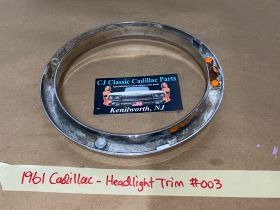 CJ Classic Cadillac Parts
Kenilworth, NJ
1961 Cadillac - Headlight Trim #003